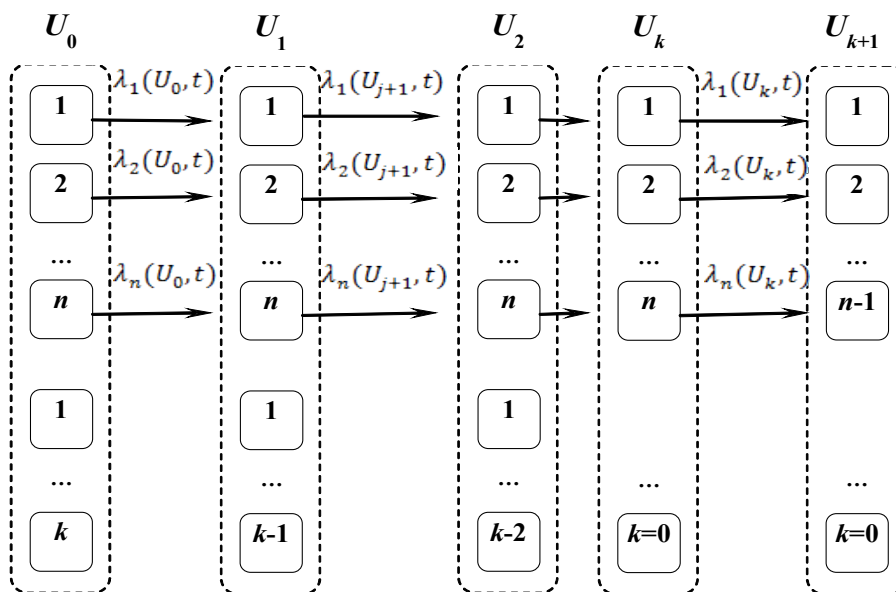 U₀ U₁ U₂ Uₖ Uₖ₊₁
λ₁(U₀,t) λ₁(Uⱼ₊₁,t) λ₁(Uₖ,t)
1 1 1 1 1
λ₂(U₀,t) λ₂(Uⱼ₊₁,t) λ₂(Uₖ,t)
2 2 2 2 2
... ... ... ... ...
λₙ(U₀,t) λₙ(Uⱼ₊₁,t) λₙ(Uₖ,t)
n n n n n-1
1 1 1
... ... ... ... ...
k k-1 k-2 k=0 k=0